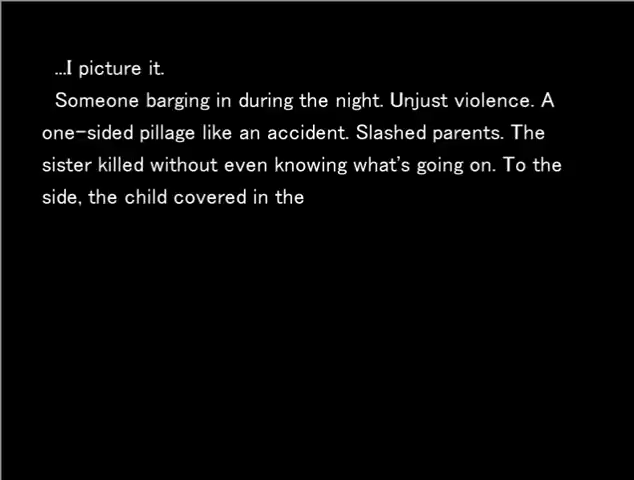 …I picture it.
Someone barging in during the night. Unjust violence. A
one-sided pillage like an accident. Slashed parents. The
sister killed without even knowing what's going on. To the
side, the child covered in the